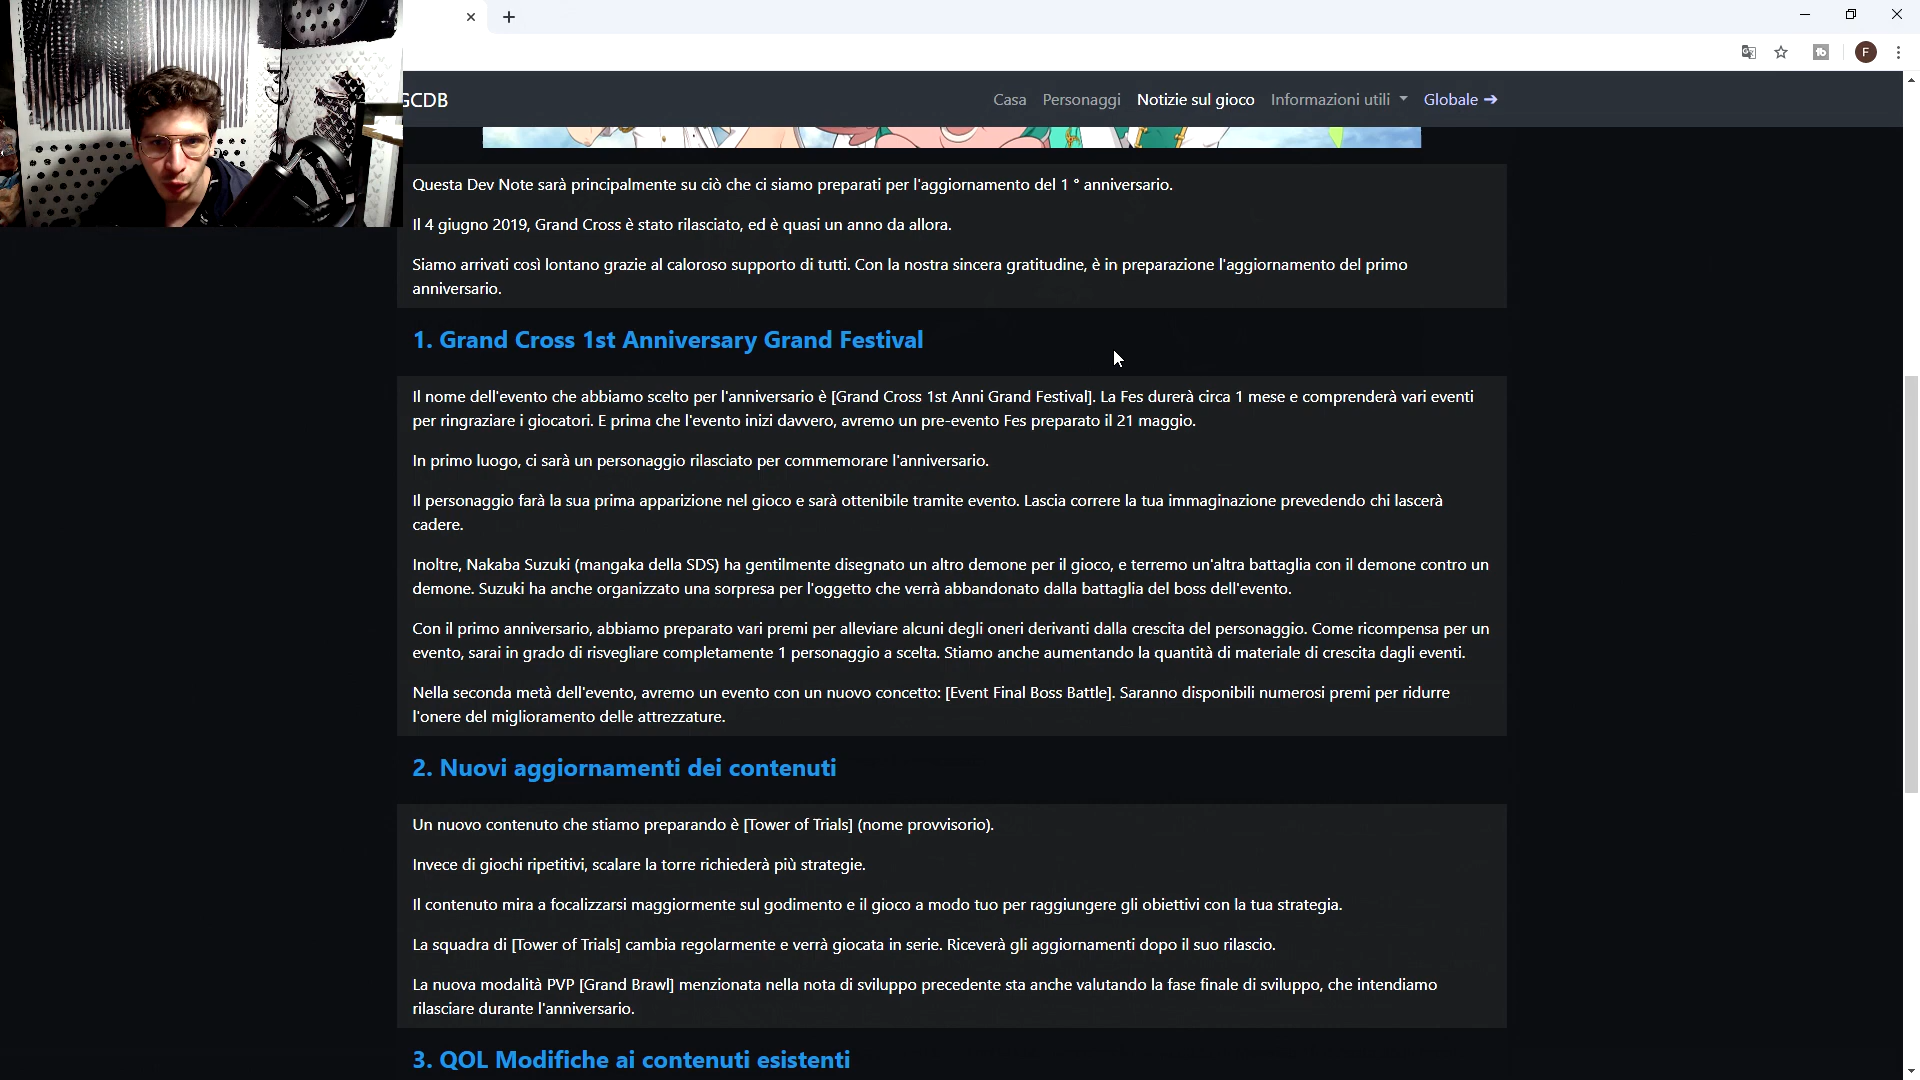 GCDB
Casa Personaggi Notizie sul gioco Informazioni utili Globale →
F
Questa Dev Note sarà principalmente su ciò che ci siamo preparati per l'aggiornamento del 1 ° anniversario.
Il 4 giugno 2019, Grand Cross è stato rilasciato, ed è quasi un anno da allora.
Siamo arrivati così lontano grazie al caloroso supporto di tutti. Con la nostra sincera gratitudine, è in preparazione l'aggiornamento del primo
anniversario.
1. Grand Cross 1st Anniversary Grand Festival
Il nome dell'evento che abbiamo scelto per l'anniversario è [Grand Cross 1st Anni Grand Festival]. La Fes durerà circa 1 mese e comprenderà vari eventi
per ringraziare i giocatori. E prima che l'evento inizi davvero, avremo un pre-evento Fes preparato il 21 maggio.
In primo luogo, ci sarà un personaggio rilasciato per commemorare l'anniversario.
Il personaggio farà la sua prima apparizione nel gioco e sarà ottenibile tramite evento. Lascia correre la tua immaginazione prevedendo chi lascerà
cadere.
Inoltre, Nakaba Suzuki (mangaka della SDS) ha gentilmente disegnato un altro demone per il gioco, e terremo un'altra battaglia con il demone contro un
demone. Suzuki ha anche organizzato una sorpresa per l'oggetto che verrà abbandonato dalla battaglia del boss dell'evento.
Con il primo anniversario, abbiamo preparato vari premi per alleviare alcuni degli oneri derivanti dalla crescita del personaggio. Come ricompensa per un
evento, sarai in grado di risvegliare completamente 1 personaggio a scelta. Stiamo anche aumentando la quantità di materiale di crescita dagli eventi.
Nella seconda metà dell'evento, avremo un evento con un nuovo concetto: [Event Final Boss Battle]. Saranno disponibili numerosi premi per ridurre
l'onere del miglioramento delle attrezzature.
2. Nuovi aggiornamenti dei contenuti
Un nuovo contenuto che stiamo preparando è [Tower of Trials] (nome provvisorio).
Invece di giochi ripetitivi, scalare la torre richiederà più strategie.
Il contenuto mira a focalizzarsi maggiormente sul godimento e il gioco a modo tuo per raggiungere gli obiettivi con la tua strategia.
La squadra di [Tower of Trials] cambia regolarmente e verrà giocata in serie. Riceverà gli aggiornamenti dopo il suo rilascio.
La nuova modalità PVP [Grand Brawl] menzionata nella nota di sviluppo precedente sta anche valutando la fase finale di sviluppo, che intendiamo
rilasciare durante l'anniversario.
3. QOL Modifiche ai contenuti esistenti